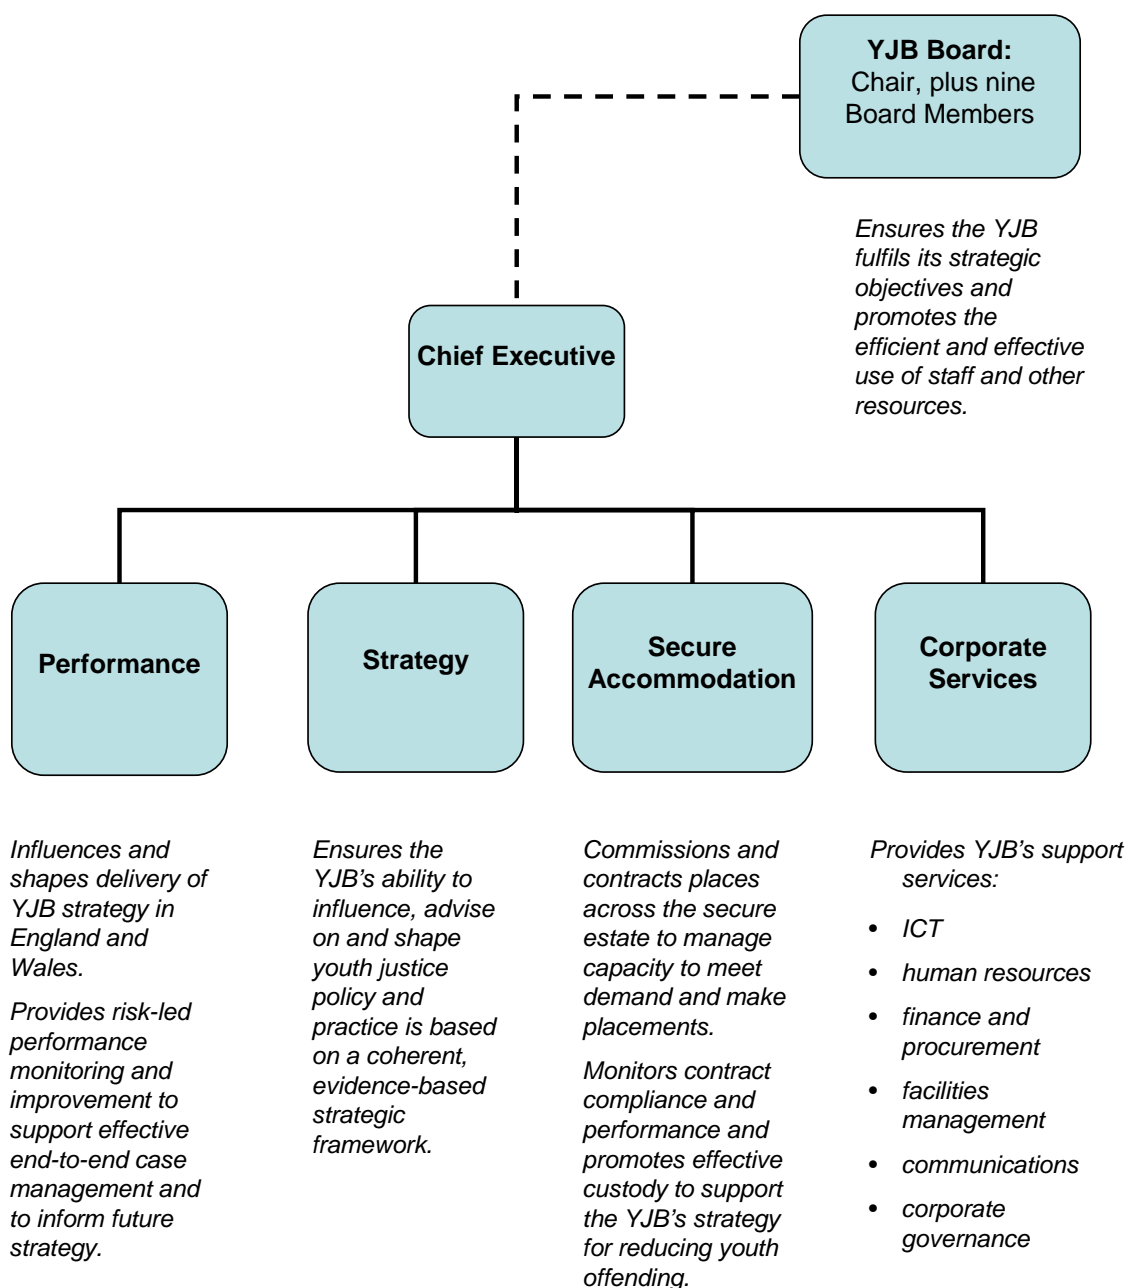 YJB Board:
Chair, plus nine
Board Members
Ensures the YJB
fulfils its strategic
objectives and
promotes the
efficient and effective
use of staff and other
resources.
Chief Executive
Performance
Strategy
Secure
Accommodation
Corporate
Services
Influences and
shapes delivery of
YJB strategy in
England and
Wales.
Provides risk-led
performance
monitoring and
improvement to
support effective
end-to-end case
management and
to inform future
strategy.
Ensures the
YJB’s ability to
influence, advise
on and shape
youth justice
policy and
practice is based
on a coherent,
evidence-based
strategic
framework.
Commissions and
contracts places
across the secure
estate to manage
capacity to meet
demand and make
placements.
Monitors contract
compliance and
performance and
promotes effective
custody to support
the YJB’s strategy
for reducing youth
offending.
Provides YJB’s support
services:
• ICT
• human resources
• finance and
procurement
• facilities
management
• communications
• corporate
governance